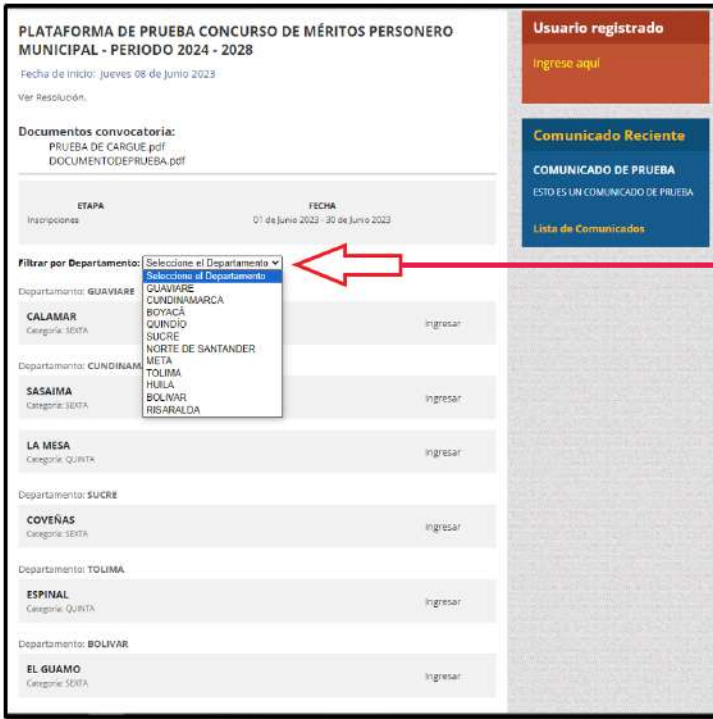 PLATAFORMA DE PRUEBA CONCURSO DE MÉRITOS PERSONERO
MUNICIPAL - PERIODO 2024 - 2028
Fecha de inicio: Jueves 08 de Junio 2023
Ver Resolución.
Documentos convocatoria:
PRUEBA DE CARGUE.pdf
DOCUMENTODEPRUEBA.pdf
ETAPA FECHA
Inscripciones 01 de Junio 2023 - 30 de Junio 2023
Filtrar por Departamento: Seleccione el Departamento
Seleccione el Departamento
GUAVIARE
CUNDINAMARCA
BOYACÁ
QUINDÍO
SUCRE
NORTE DE SANTANDER
META
TOLIMA
HUILA
BOLIVAR
RISARALDA
Departamento: GUAVIARE
CALAMAR
Categoría: SEXTA
Ingresar
Departamento: CUNDINAM
SASAIMA
Categoría: SEXTA
Ingresar
LA MESA
Categoría: QUINTA
Ingresar
Departamento: SUCRE
COVEÑAS
Categoría: SEXTA
Ingresar
Departamento: TOLIMA
ESPINAL
Categoría: QUINTA
Ingresar
Departamento: BOLIVAR
EL GUAMO
Categoría: SEXTA
Ingresar
Usuario registrado
Ingrese aquí
Comunicado Reciente
COMUNICADO DE PRUEBA
ESTO ES UN COMUNICADO DE PRUEBA
Lista de Comunicados